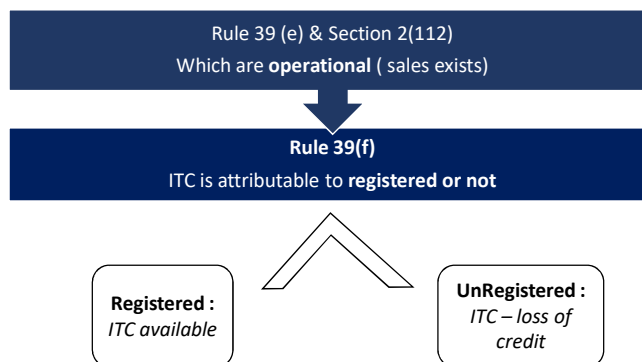 Rule 39 (e) & Section 2(112)
Which are operational ( sales exists)
Rule 39(f)
ITC is attributable to registered or not
Registered :
ITC available
UnRegistered :
ITC – loss of
credit